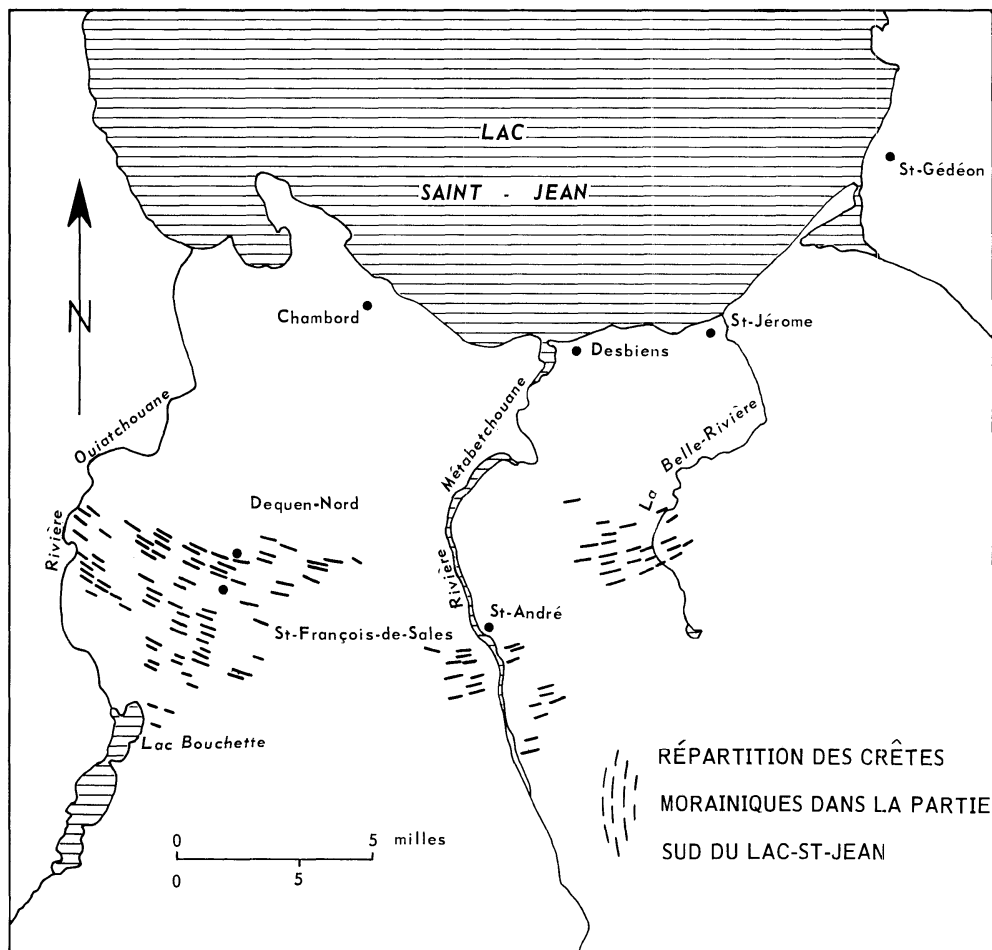 LAC
SAINT - JEAN
St-Gédéon
N
Chambord
St-Jérome
Desbiens
Ouiatchouane
Métabetchouane
La Belle-Rivière
Dequen-Nord
Rivière
Rivière
St-André
St-François-de-Sales
Lac Bouchette
RÉPARTITION DES CRÊTES
MORAINIQUES DANS LA PARTIE
SUD DU LAC-ST-JEAN
0 5 milles
0 5